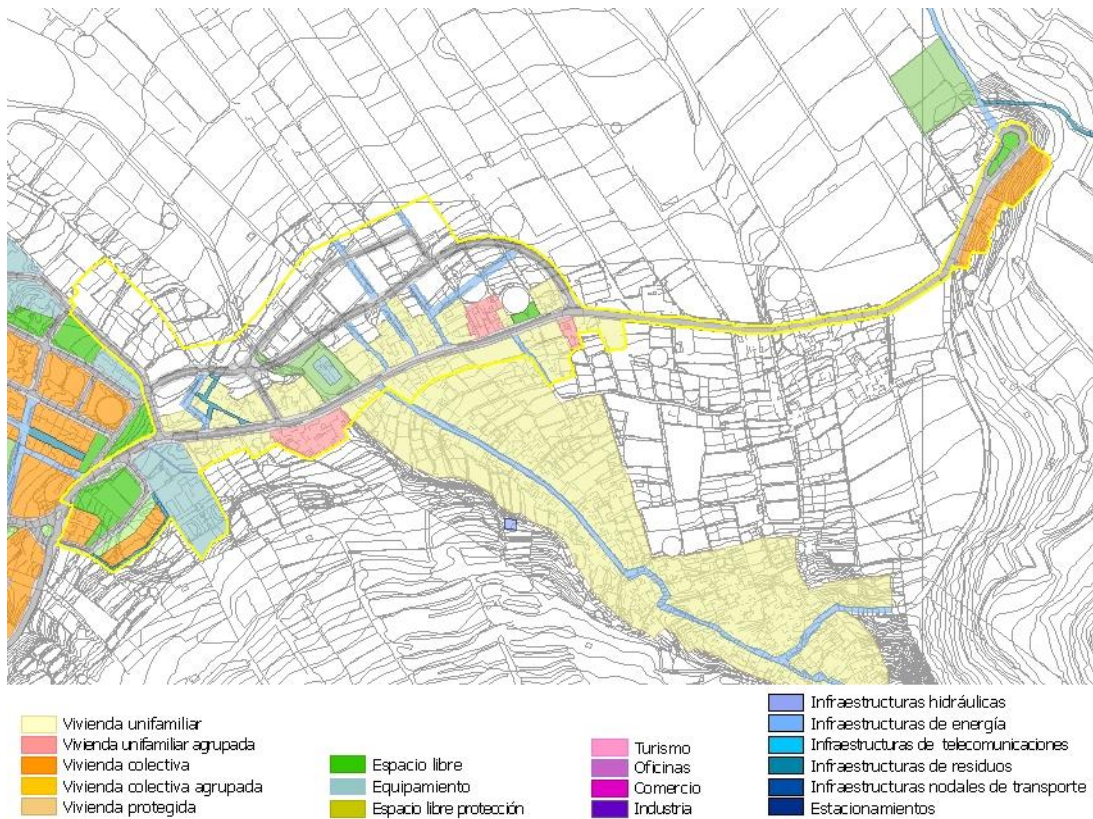 Vivienda unifamiliar
Vivienda unifamiliar agrupada
Vivienda colectiva
Vivienda colectiva agrupada
Vivienda protegida
Espacio libre
Equipamiento
Espacio libre protección
Turismo
Oficinas
Comercio
Industria
Infraestructuras hidráulicas
Infraestructuras de energía
Infraestructuras de telecomunicaciones
Infraestructuras de residuos
Infraestructuras nodales de transporte
Estacionamientos